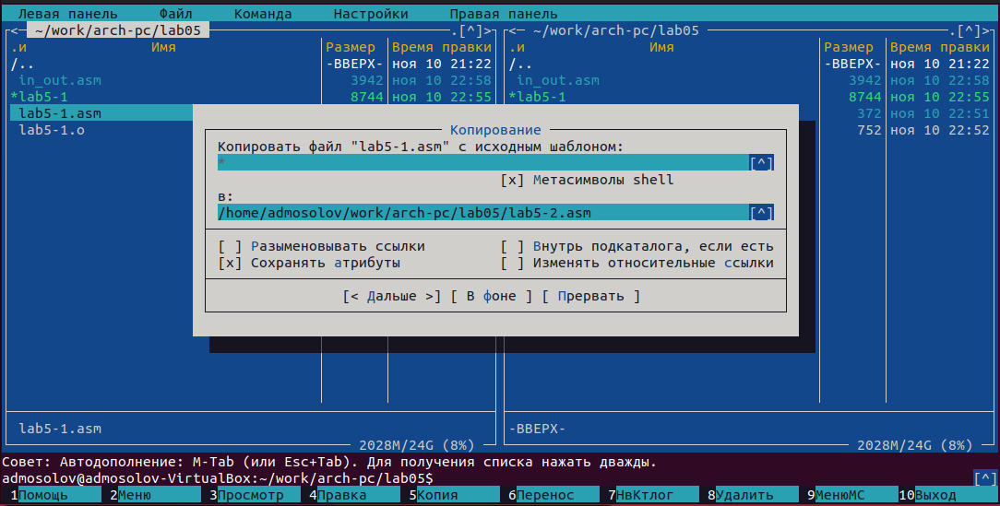 Левая панель Файл Команда Настройки Правая панель
<─ ~/work/arch-pc/lab05 .[^]> <─ ~/work/arch-pc/lab05 .[^]>
.и Имя Размер Время правки .и Имя Размер Время правки
/.. -ВВЕРХ- ноя 10 21:22 /.. -ВВЕРХ- ноя 10 21:22
in_out.asm 3942 ноя 10 22:58 in_out.asm 3942 ноя 10 22:58
*lab5-1 8744 ноя 10 22:55 *lab5-1 8744 ноя 10 22:55
lab5-1.asm 372 ноя 10 22:51
lab5-1.o 752 ноя 10 22:52
Копирование
Копировать файл "lab5-1.asm" с исходным шаблоном:
* [^]
[x] Метасимволы shell
в:
/home/admosolov/work/arch-pc/lab05/lab5-2.asm [^]
[ ] Разыменовывать ссылки [ ] Внутрь подкаталога, если есть
[x] Сохранять атрибуты [ ] Изменять относительные ссылки
[< Дальше >] [ В фоне ] [ Прервать ]
lab5-1.asm -ВВЕРХ-
2028M/24G (8%) 2028M/24G (8%)
Совет: Автодополнение: M-Tab (или Esc+Tab). Для получения списка нажать дважды.
admosolov@admosolov-VirtualBox:~/work/arch-pc/lab05$ [^]
1Помощь 2Меню 3Просмотр 4Правка 5Копия 6Перенос 7НвКтлог 8Удалить 9МенюMC 10Выход